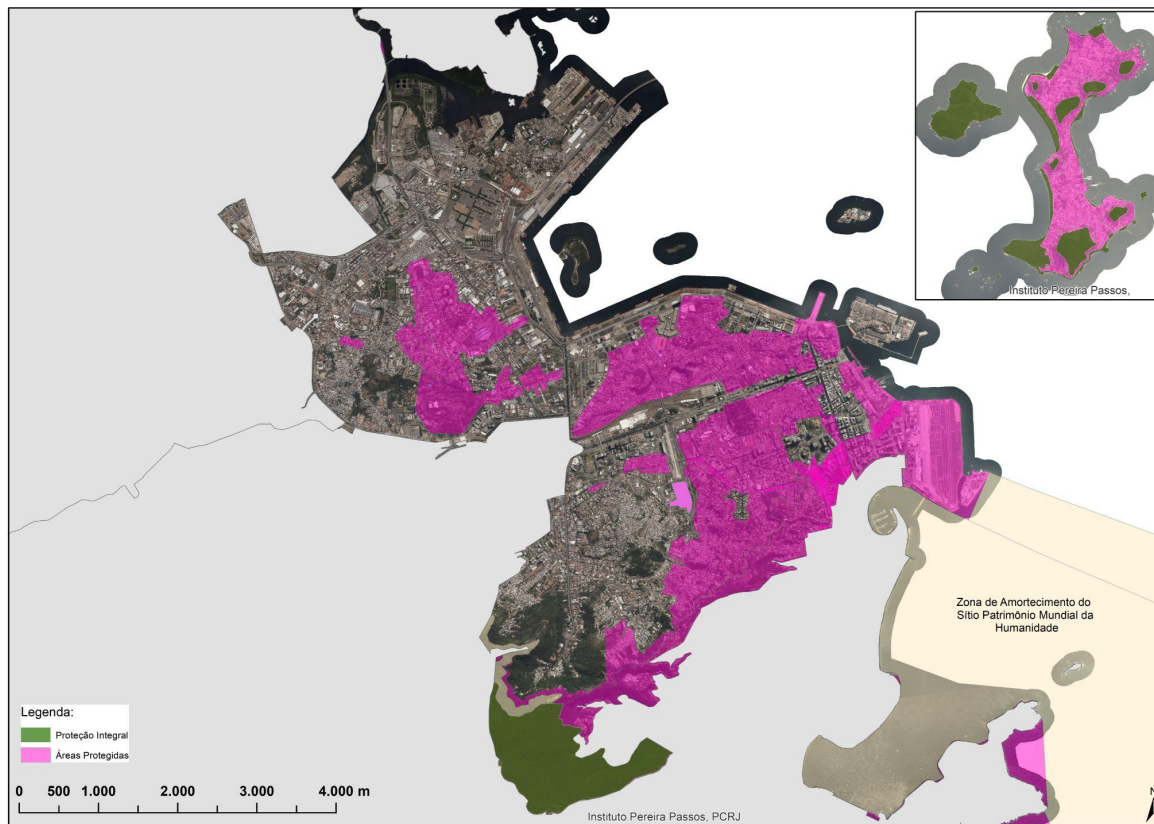 Instituto Pereira Passos,
Zona de Amortecimento do
Sítio Patrimônio Mundial da
Humanidade
Legenda:
Proteção Integral
Áreas Protegidas
0 500 1.000 2.000 3.000 4.000 m
Instituto Pereira Passos, PCRJ
N